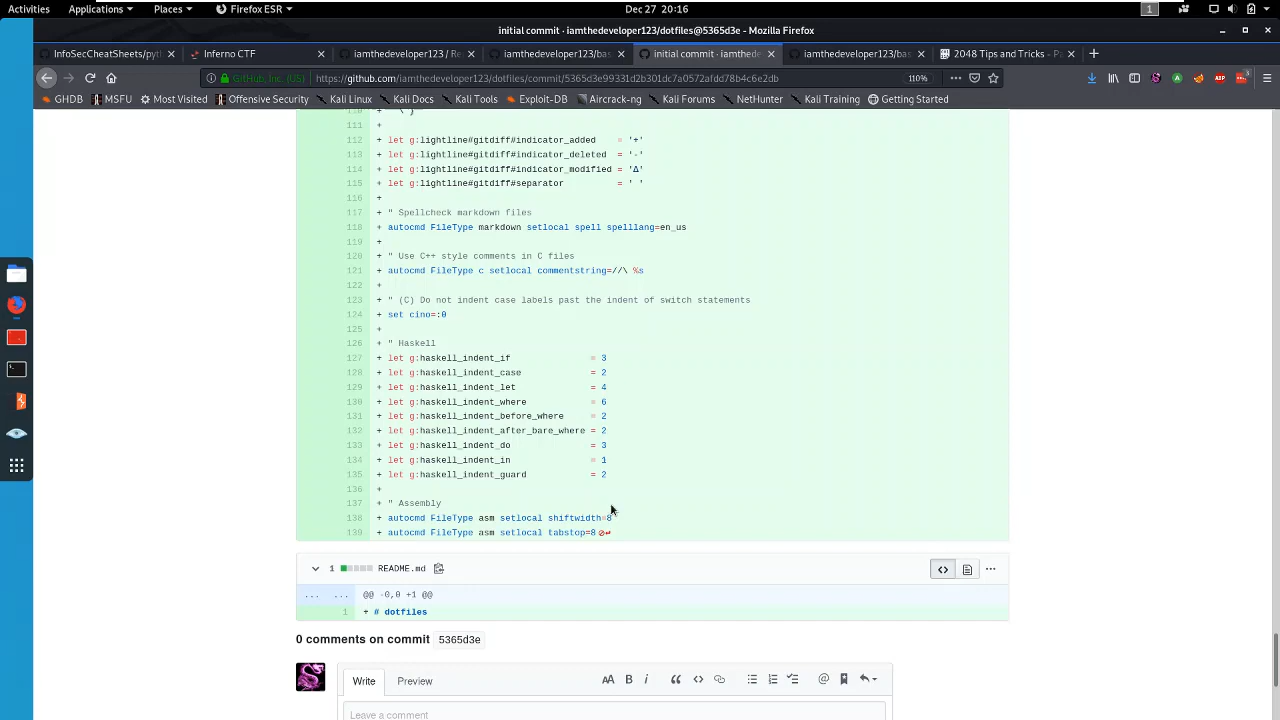 Activities Applications Places Firefox ESR Dec 27 20:16 1
initial commit · iamthedeveloper123/dotfiles@5365d3e - Mozilla Firefox
InfoSecCheatSheets/pyth Inferno CTF iamthedeveloper123 / Re iamthedeveloper123/bas initial commit · iamthede iamthedeveloper123/bas 2048 Tips and Tricks - Pa
GitHub, Inc. (US) https://github.com/iamthedeveloper123/dotfiles/commit/5365d3e99331d2b301dc7a0572afdd78b4c6e2db 110%
GHDB MSFU Most Visited Offensive Security Kali Linux Kali Docs Kali Tools Exploit-DB Aircrack-ng Kali Forums NetHunter Kali Training Getting Started
110 + \ }
111 +
112 + let g:lightline#gitdiff#indicator_added = '+'
113 + let g:lightline#gitdiff#indicator_deleted = '-'
114 + let g:lightline#gitdiff#indicator_modified = 'Δ'
115 + let g:lightline#gitdiff#separator = ' '
116 +
117 + " Spellcheck markdown files
118 + autocmd FileType markdown setlocal spell spelllang=en_us
119 +
120 + " Use C++ style comments in C files
121 + autocmd FileType c setlocal commentstring=//\ %s
122 +
123 + " (C) Do not indent case labels past the indent of switch statements
124 + set cino=:0
125 +
126 + " Haskell
127 + let g:haskell_indent_if = 3
128 + let g:haskell_indent_case = 2
129 + let g:haskell_indent_let = 4
130 + let g:haskell_indent_where = 6
131 + let g:haskell_indent_before_where = 2
132 + let g:haskell_indent_after_bare_where = 2
133 + let g:haskell_indent_do = 3
134 + let g:haskell_indent_in = 1
135 + let g:haskell_indent_guard = 2
136 +
137 + " Assembly
138 + autocmd FileType asm setlocal shiftwidth=8
139 + autocmd FileType asm setlocal tabstop=8
1 README.md
... ... @@ -0,0 +1 @@
1 + # dotfiles
0 comments on commit 5365d3e
Write Preview AA B i
Leave a comment